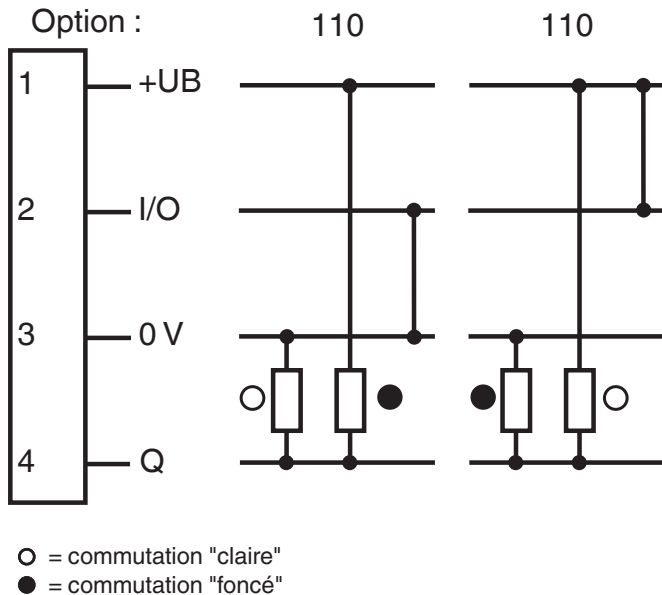 Option : 110 110
1 +UB
2 I/O
3 0 V
4 Q
= commutation "claire"
= commutation "foncé"